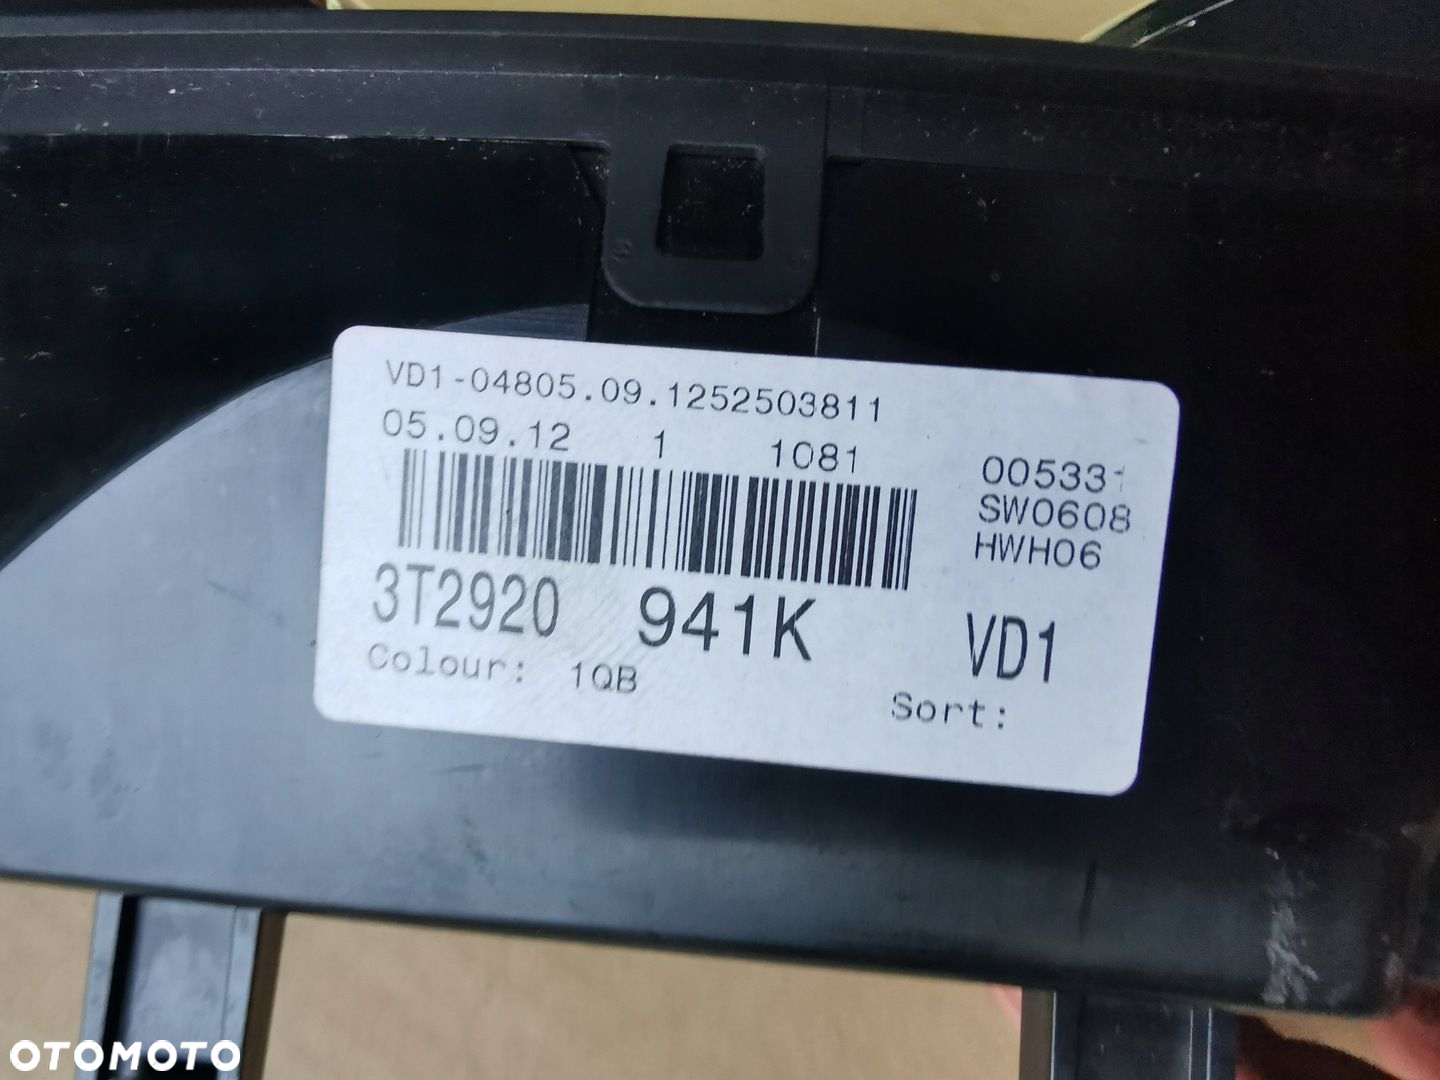 VD1-04805.09.1252503811
05.09.12 1 1081
005331
SW0608
HWH06
3T2920 941K VD1
Colour: 1QB
Sort:
OTOMOTO